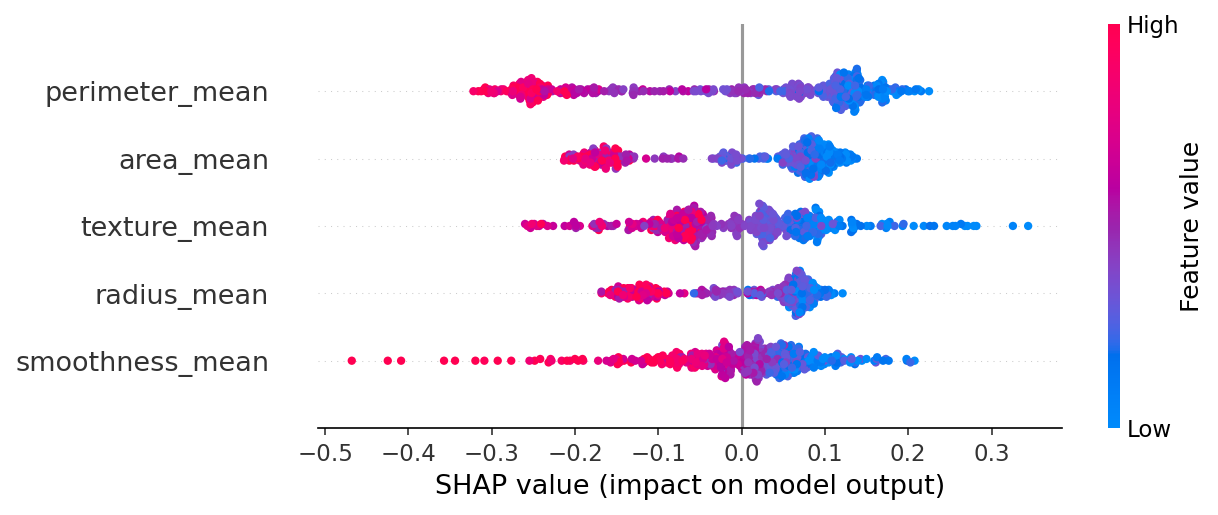 High
perimeter_mean
area_mean
texture_mean
radius_mean
smoothness_mean
Feature value
Low
−0.5 −0.4 −0.3 −0.2 −0.1 0.0 0.1 0.2 0.3
SHAP value (impact on model output)